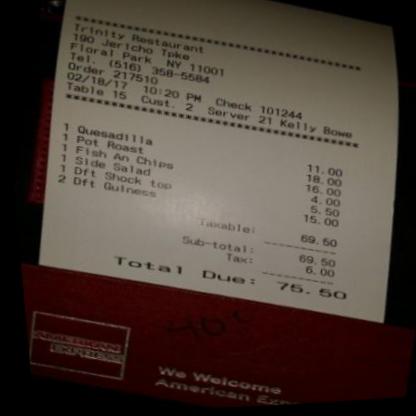 Trinity Restaurant
190 Jericho Tpke
Floral Park NY 11001
Tel. (516) 358-5584
Order 217510
02/18/17 10:20 PM Check 101244
Table 15 Cust. 2 Server 21 Kelly Bowe
1 Quesadilla 11.00
1 Pot Roast 18.00
1 Fish An Chips 16.00
1 Side Salad 4.00
1 Dft Shock top 5.50
2 Dft Guiness 15.00
Taxable: 69.50
Sub-total: 69.50
Tax: 6.00
Total Due: 75.50
AMERICAN
EXPRESS
We Welcome
American